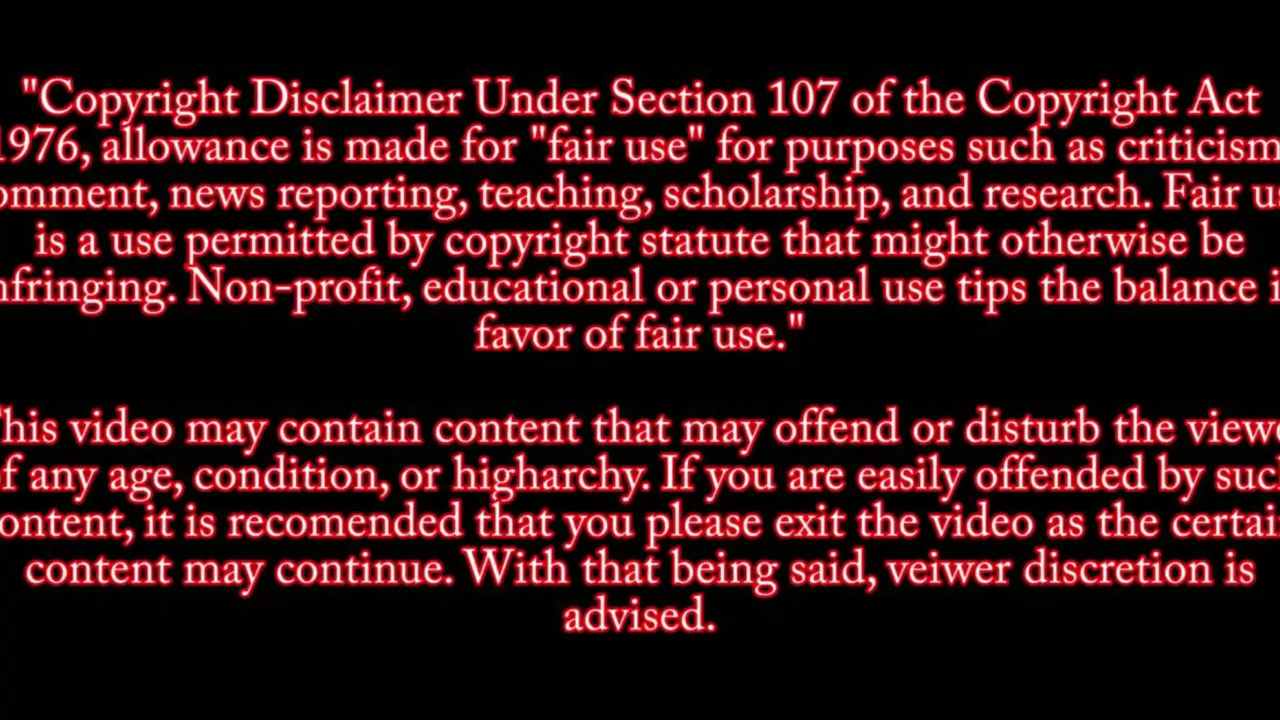 "Copyright Disclaimer Under Section 107 of the Copyright Act
1976, allowance is made for "fair use" for purposes such as criticism
omment, news reporting, teaching, scholarship, and research. Fair u
is a use permitted by copyright statute that might otherwise be
nfringing. Non-profit, educational or personal use tips the balance i
favor of fair use."
This video may contain content that may offend or disturb the viewe
of any age, condition, or higharchy. If you are easily offended by such
ontent, it is recomended that you please exit the video as the certai
content may continue. With that being said, veiwer discretion is
advised.